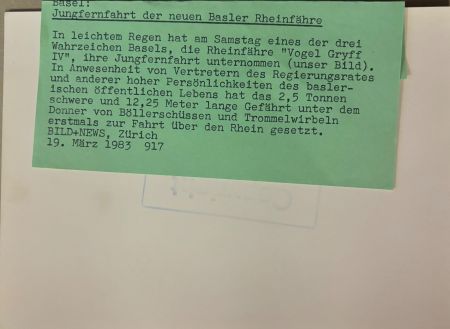 Basel:
Jungfernfahrt der neuen Basler Rheinfähre
In leichtem Regen hat am Samstag eines der drei
Wahrzeichen Basels, die Rheinfähre "Vogel Gryff
IV", ihre Jungfernfahrt unternommen (unser Bild).
In Anwesenheit von Vertretern des Regierungsrates
und anderer hoher Persönlichkeiten des basler-
ischen öffentlichen Lebens hat das 2,5 Tonnen
schwere und 12,25 Meter lange Gefährt unter dem
Donner von Böllerschüssen und Trommelwirbeln
erstmals zur Fahrt über den Rhein gesetzt.
BILD+NEWS, Zürich
19. März 1983 917